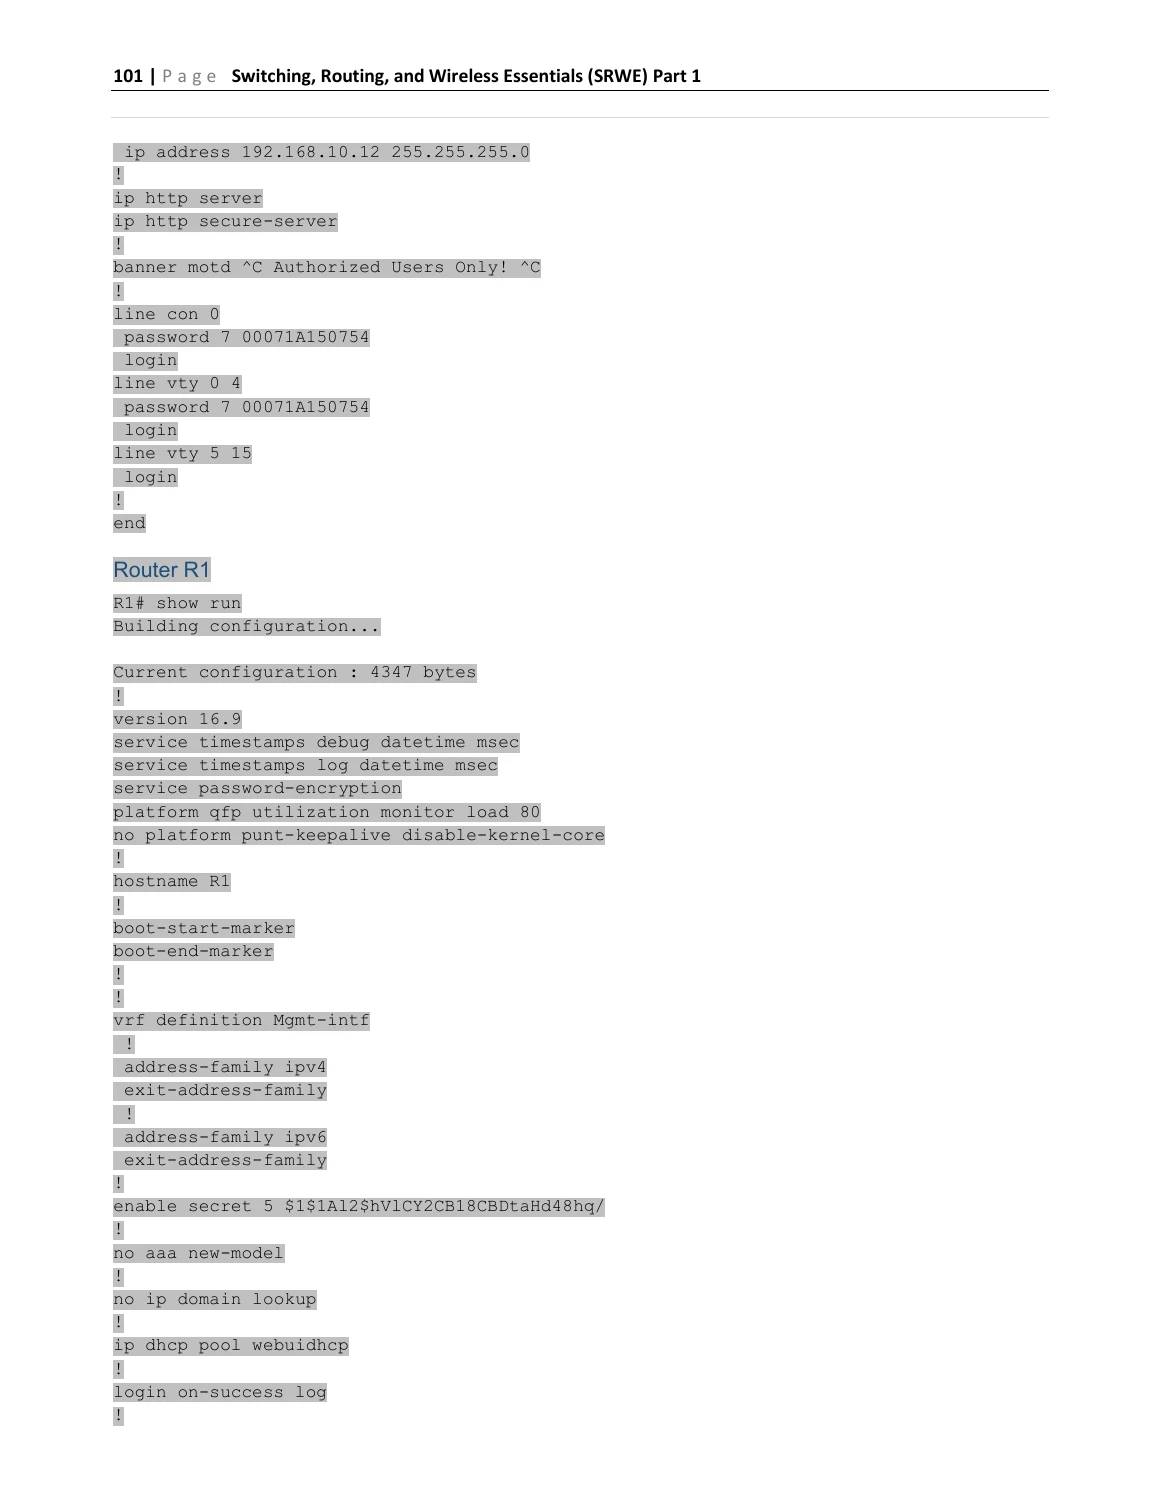 101 | Page Switching, Routing, and Wireless Essentials (SRWE) Part 1
 ip address 192.168.10.12 255.255.255.0
!
ip http server
ip http secure-server
!
banner motd ^C Authorized Users Only! ^C
!
line con 0
 password 7 00071A150754
 login
line vty 0 4
 password 7 00071A150754
 login
line vty 5 15
 login
!
end
Router R1
R1# show run
Building configuration...
Current configuration : 4347 bytes
!
version 16.9
service timestamps debug datetime msec
service timestamps log datetime msec
service password-encryption
platform qfp utilization monitor load 80
no platform punt-keepalive disable-kernel-core
!
hostname R1
!
boot-start-marker
boot-end-marker
!
!
vrf definition Mgmt-intf
 !
 address-family ipv4
 exit-address-family
 !
 address-family ipv6
 exit-address-family
!
enable secret 5 $1$1Al2$hVlCY2CB18CBDtaHd48hq/
!
no aaa new-model
!
no ip domain lookup
!
ip dhcp pool webuidhcp
!
login on-success log
!